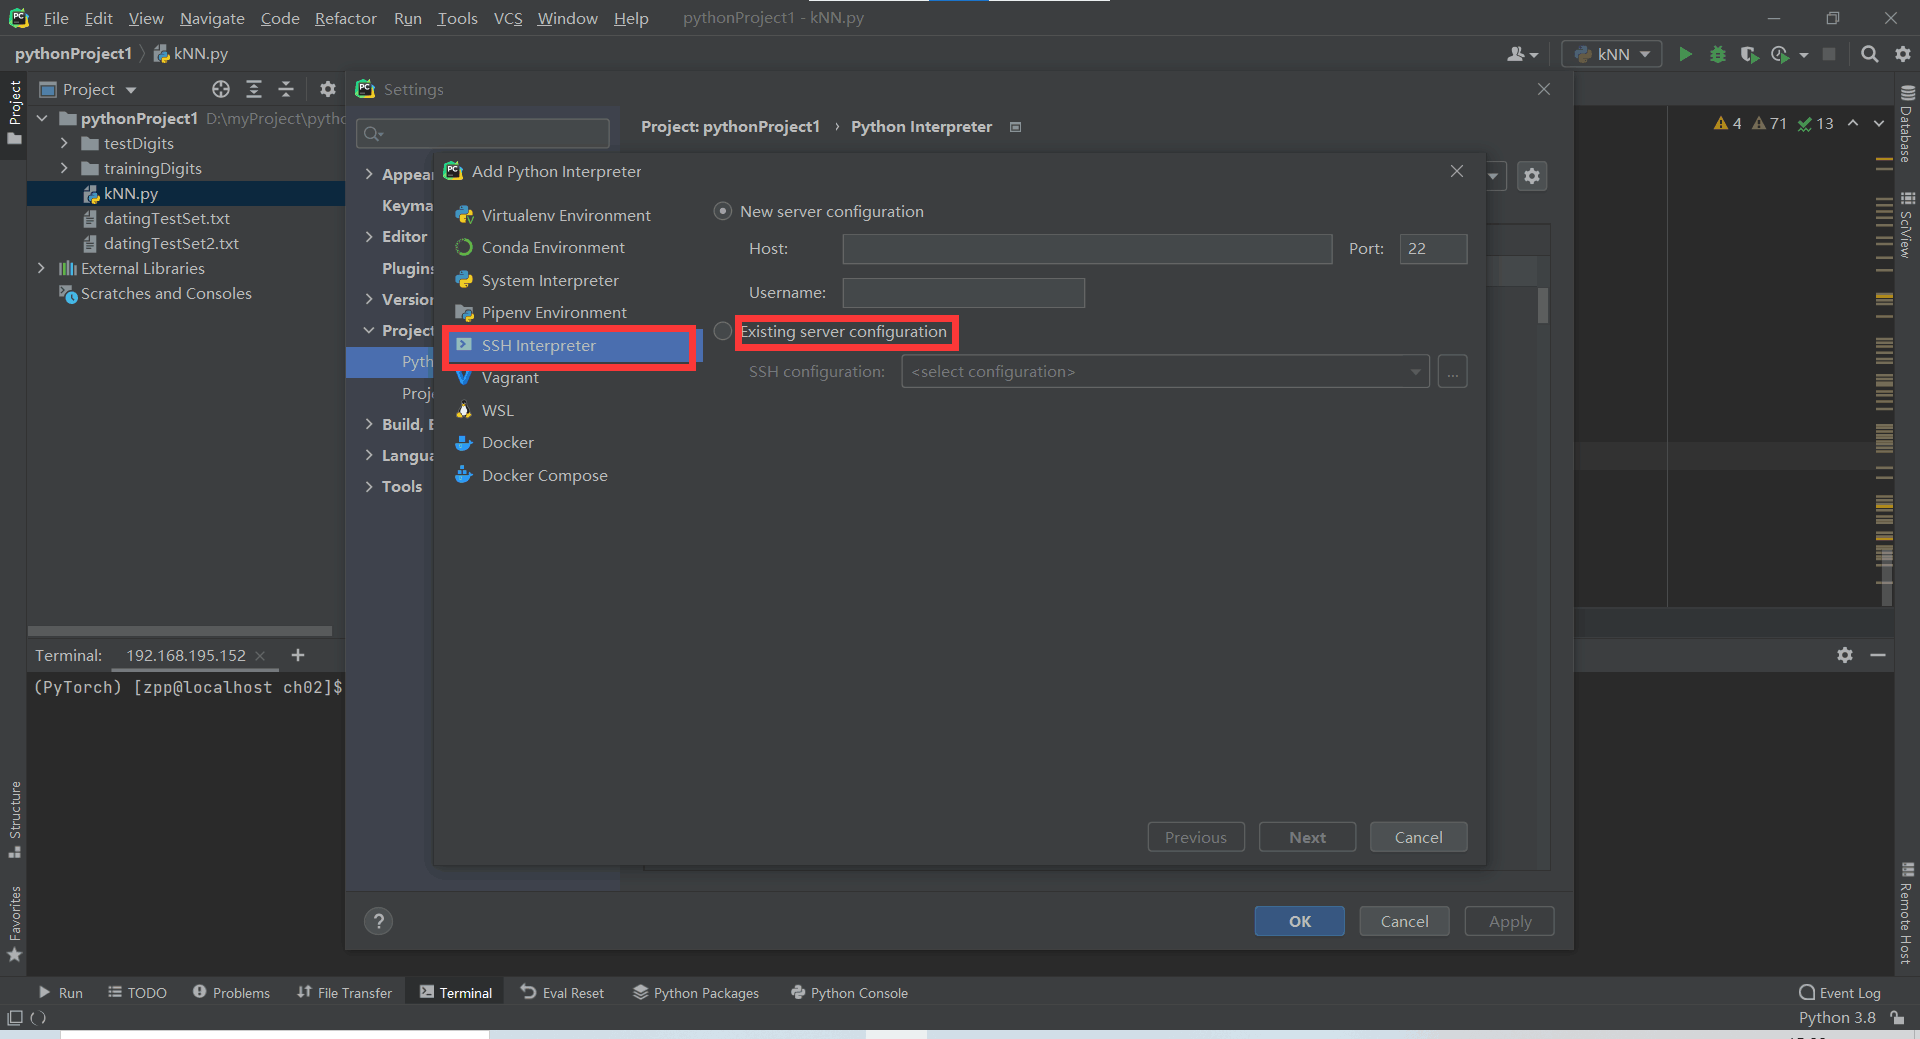 File Edit View Navigate Code Refactor Run Tools VCS Window Help pythonProject1 - kNN.py
pythonProject1 kNN.py
kNN
Project
Project
pythonProject1 D:\myProject\pytho
testDigits
trainingDigits
kNN.py
datingTestSet.txt
datingTestSet2.txt
External Libraries
Scratches and Consoles
Settings
Project: pythonProject1 › Python Interpreter
Appea
Keyma
Editor
Plugins
Version
Project
Pyth
Proj
Build, E
Langua
Tools
Add Python Interpreter
Virtualenv Environment
Conda Environment
System Interpreter
Pipenv Environment
SSH Interpreter
Vagrant
WSL
Docker
Docker Compose
New server configuration
Host:
Port: 22
Username:
Existing server configuration
SSH configuration: <select configuration> ...
Previous Next Cancel
? OK Cancel Apply
4 71 13
Database
SciView
Remote Host
Terminal: 192.168.195.152 × +
(PyTorch) [zpp@localhost ch02]$
Structure
Favorites
Run TODO Problems File Transfer Terminal Eval Reset Python Packages Python Console Event Log
Python 3.8